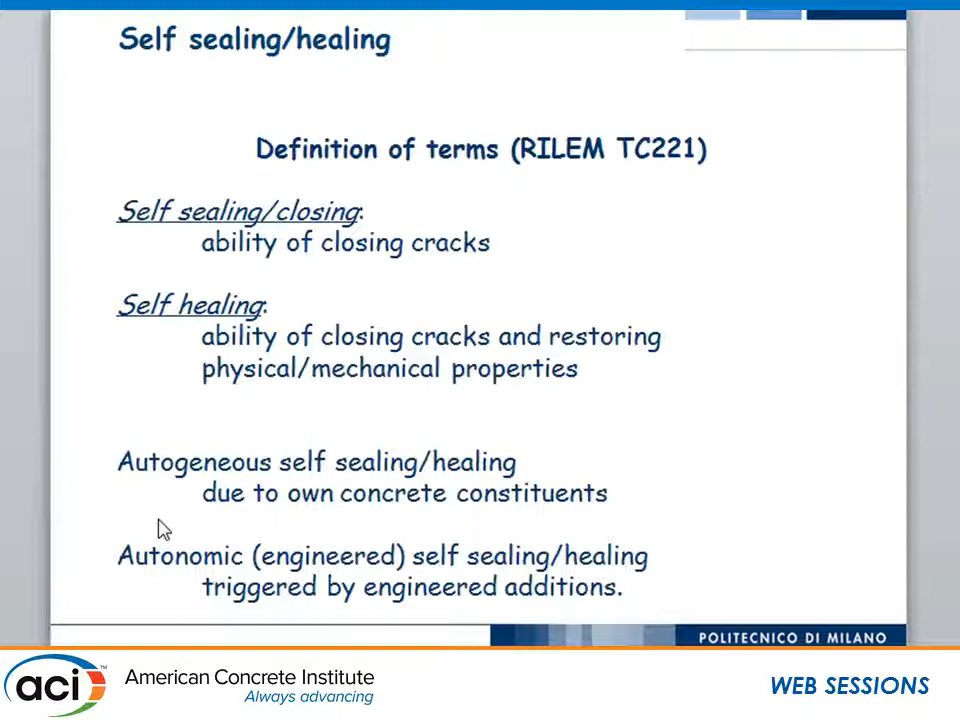 Self sealing/healing
Definition of terms (RILEM TC221)
Self sealing/closing:
ability of closing cracks
Self healing:
ability of closing cracks and restoring
physical/mechanical properties
Autogeneous self sealing/healing
due to own concrete constituents
Autonomic (engineered) self sealing/healing
triggered by engineered additions.
POLITECNICO DI MILANO
aci™
American Concrete Institute
Always advancing
WEB SESSIONS